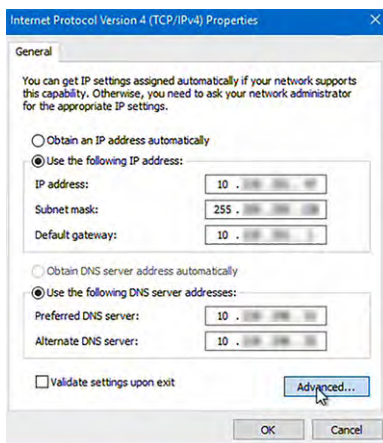 Internet Protocol Version 4 (TCP/IPv4) Properties
General
You can get IP settings assigned automatically if your network supports
this capability. Otherwise, you need to ask your network administrator
for the appropriate IP settings.
Obtain an IP address automatically
Use the following IP address:
IP address: 10 .
Subnet mask: 255 .
Default gateway: 10 .
Obtain DNS server address automatically
Use the following DNS server addresses:
Preferred DNS server: 10 .
Alternate DNS server: 10 .
Validate settings upon exit
Advanced...
OK Cancel